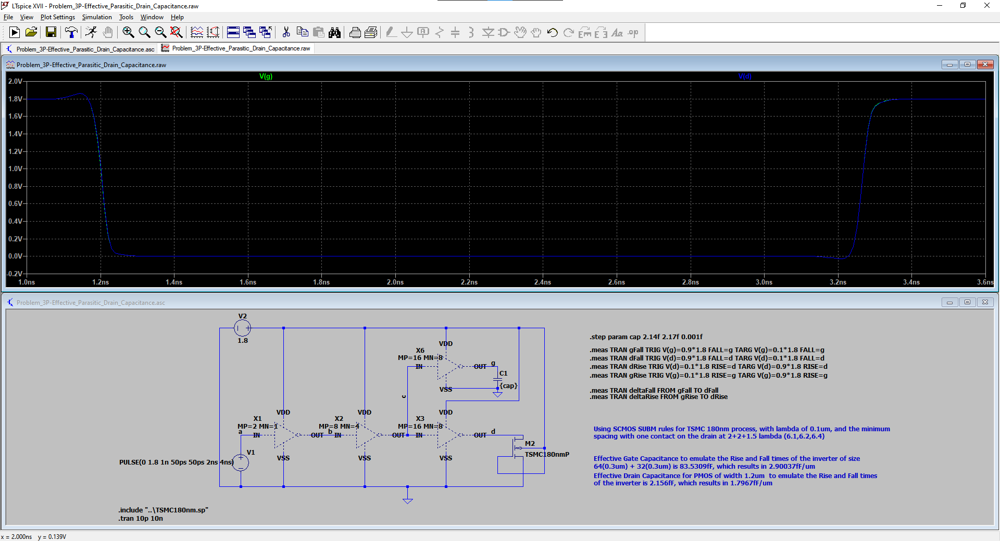 LTspice XVII - Problem_3P-Effective_Parasitic_Drain_Capacitance.raw
File View Plot Settings Simulation Tools Window Help
Problem_3P-Effective_Parasitic_Drain_Capacitance.asc Problem_3P-Effective_Parasitic_Drain_Capacitance.raw
Problem_3P-Effective_Parasitic_Drain_Capacitance.raw
V(g) V(d)
2.0V
1.8V
1.6V
1.4V
1.2V
1.0V
0.8V
0.6V
0.4V
0.2V
0.0V
-0.2V
1.0ns 1.2ns 1.4ns 1.6ns 1.8ns 2.0ns 2.2ns 2.4ns 2.6ns 2.8ns 3.0ns 3.2ns 3.4ns 3.6ns
Problem_3P-Effective_Parasitic_Drain_Capacitance.asc
V2
1.8
X6
MP=16 MN=8
VDD
IN
OUT
g
VSS
C1
{cap}
c
X1
MP=2 MN=1
VDD
a
IN
OUT
VSS
b
X2
MP=8 MN=4
VDD
IN
OUT
VSS
X3
MP=16 MN=8
VDD
IN
OUT
VSS
d
M2
TSMC180nmP
V1
PULSE(0 1.8 1n 50ps 50ps 2ns 4ns)
.include "..\TSMC180nm.sp"
.tran 10p 10n
.step param cap 2.14f 2.17f 0.001f
.meas TRAN gFall TRIG V(g)=0.9*1.8 FALL=g TARG V(g)=0.1*1.8 FALL=g
.meas TRAN dFall TRIG V(d)=0.9*1.8 FALL=d TARG V(d)=0.1*1.8 FALL=d
.meas TRAN dRise TRIG V(d)=0.1*1.8 RISE=d TARG V(d)=0.9*1.8 RISE=d
.meas TRAN gRise TRIG V(g)=0.1*1.8 RISE=g TARG V(g)=0.9*1.8 RISE=g
.meas TRAN deltaFall FROM gFall TO dFall
.meas TRAN deltaRise FROM gRise TO dRise
Using SCMOS SUBM rules for TSMC 180nm process, with lambda of 0.1um, and the minimum
spacing with one contact on the drain at 2+2+1.5 lambda (6.1,6.2,6.4)
Effective Gate Capacitance to emulate the Rise and Fall times of the inverter of size
64(0.3um) + 32(0.3um) is 83.5309fF, which results in 2.90037fF/um
Effective Drain Capacitance for PMOS of width 1.2um to emulate the Rise and Fall times
of the inverter is 2.156fF, which results in 1.7967fF/um
x = 2.000ns y = 0.139V